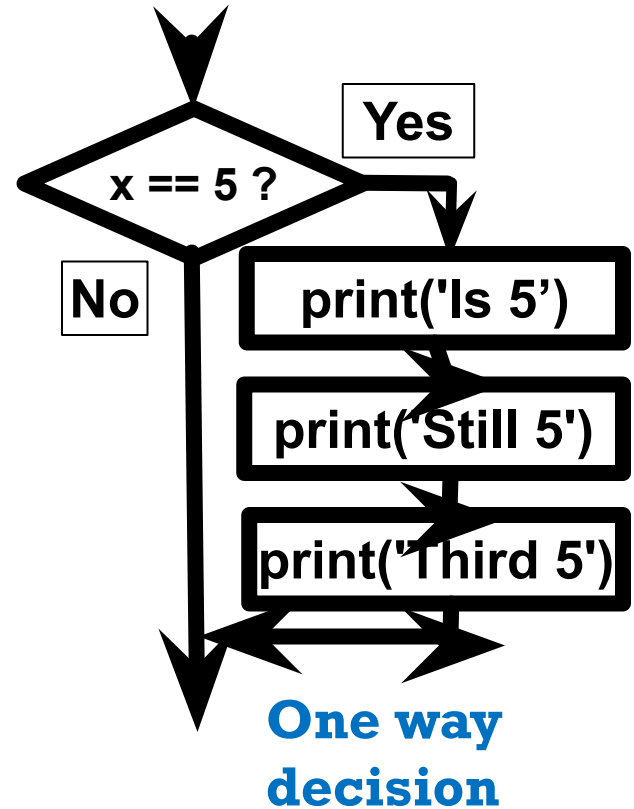 Yes
x == 5 ?
No
print('Is 5’)
print('Still 5')
print('Third 5')
One way
decision